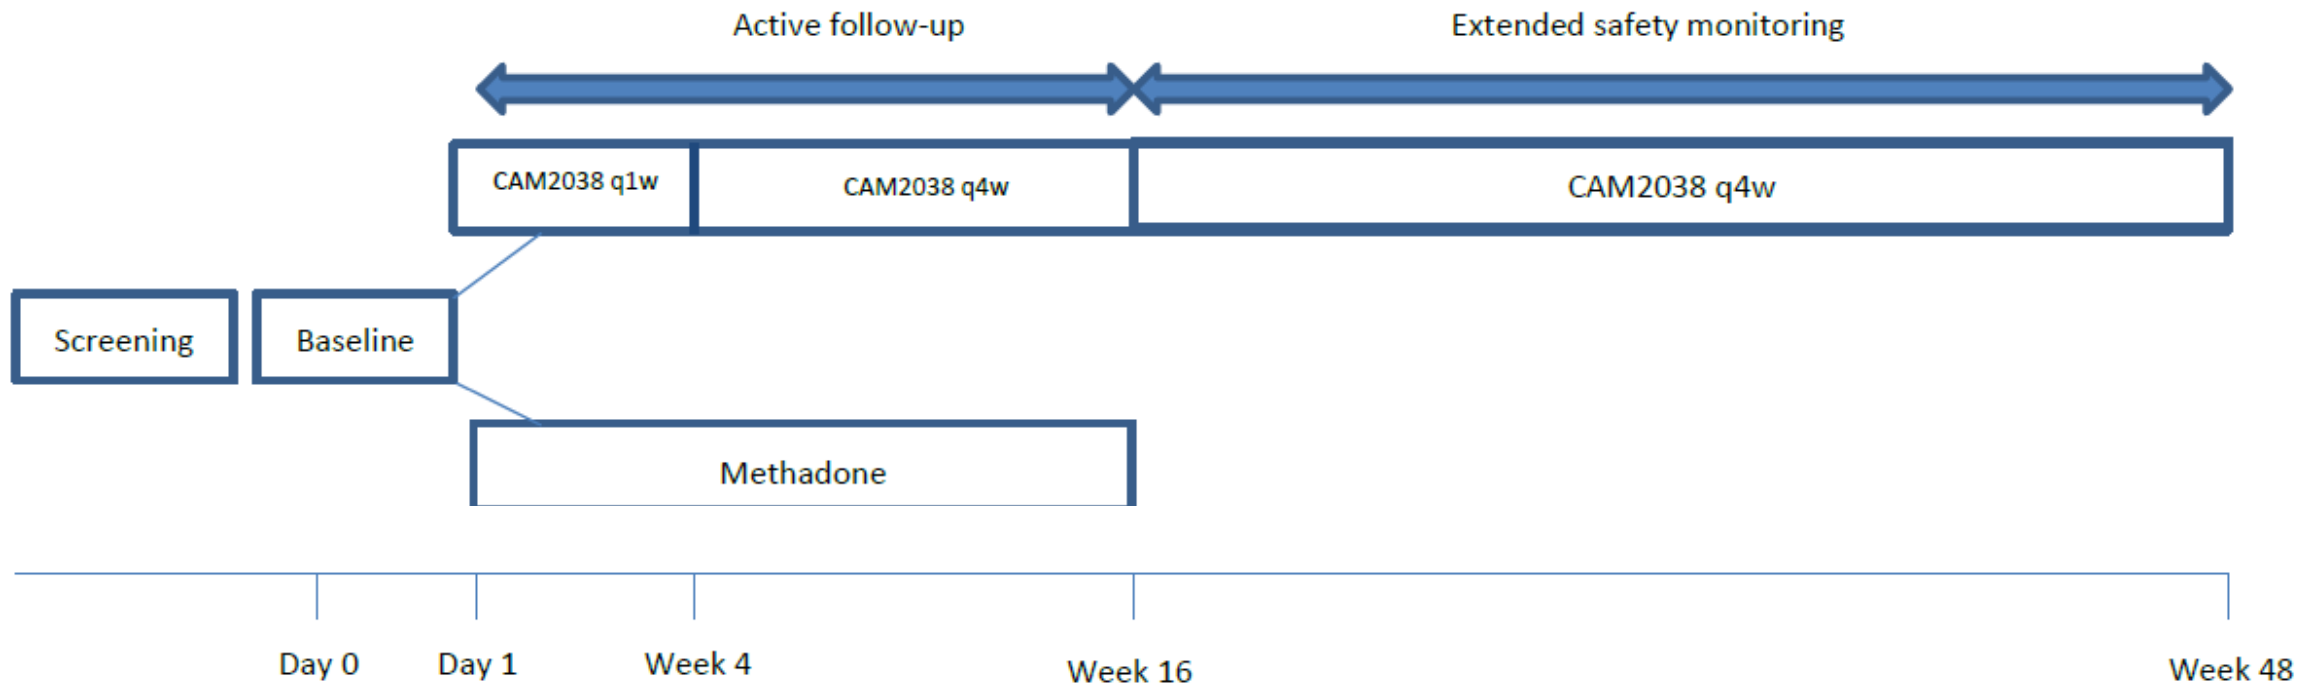 Active follow-up
Extended safety monitoring
CAM2038 q1w
CAM2038 q4w
CAM2038 q4w
Screening
Baseline
Methadone
Day 0
Day 1
Week 4
Week 16
Week 48